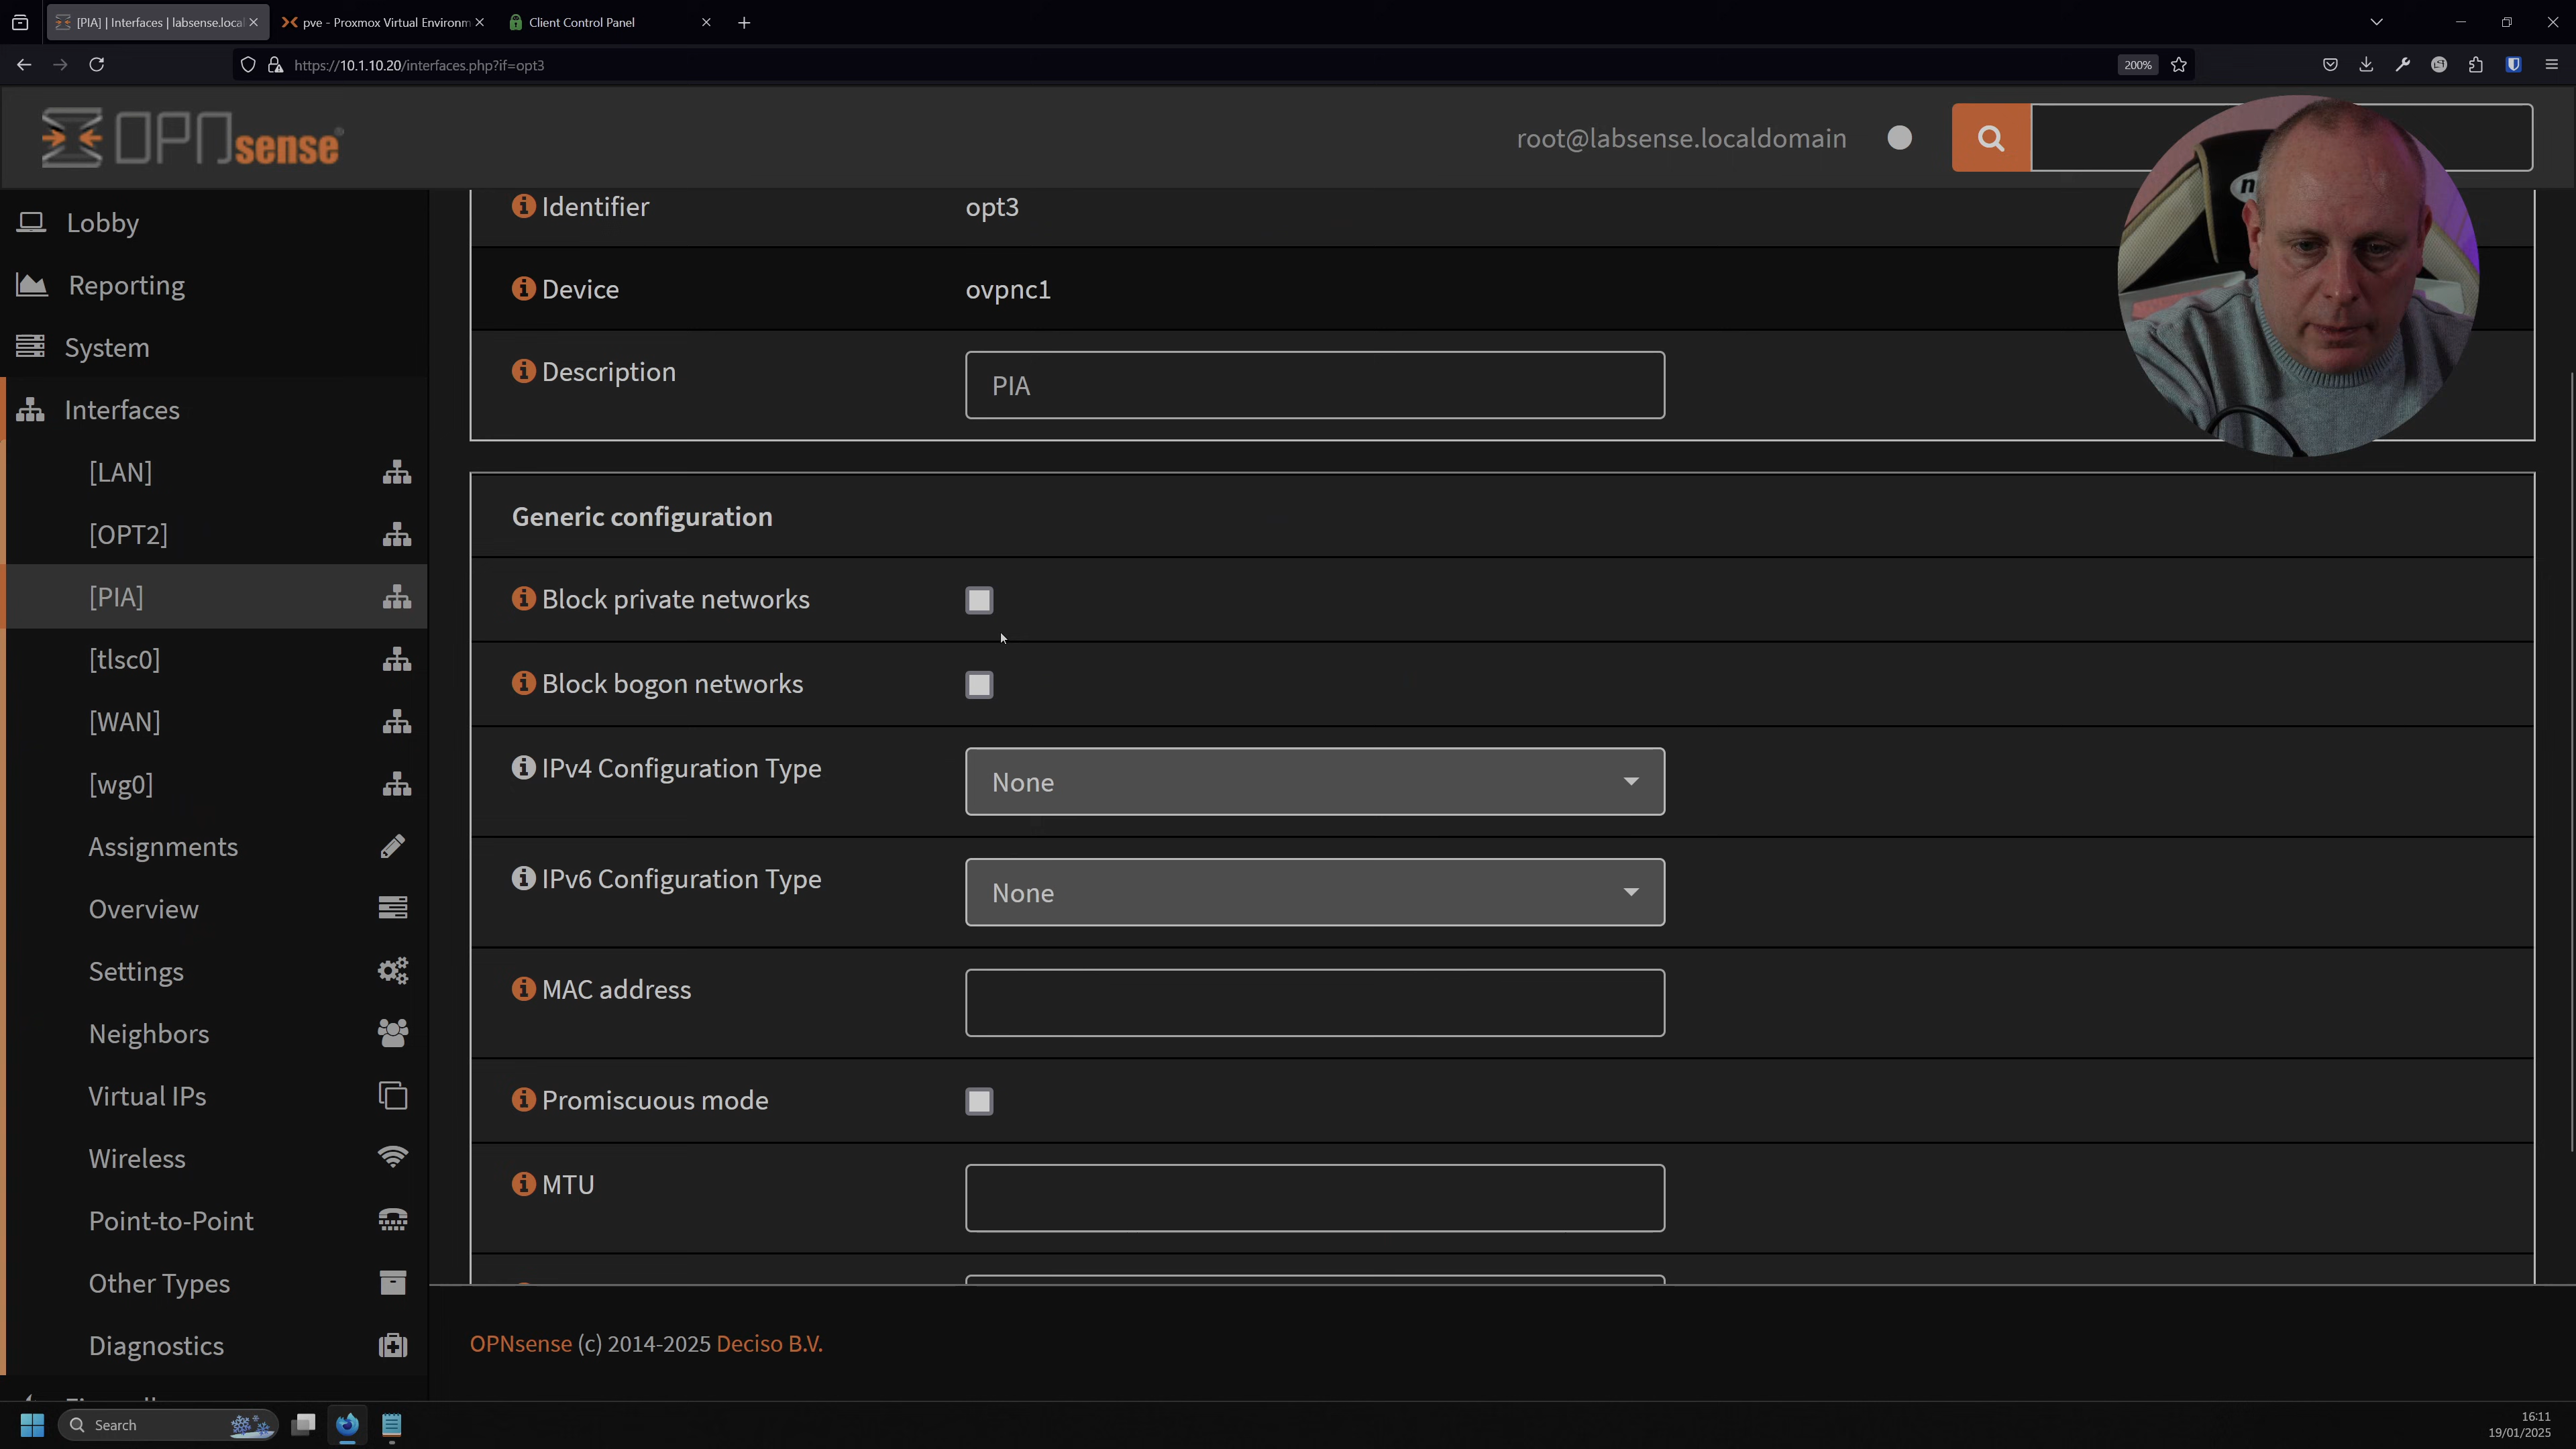 [PIA] | Interfaces | labsense.local
pve - Proxmox Virtual Environm
Client Control Panel
https://10.1.10.20/interfaces.php?if=opt3
200%
OPNsense
root@labsense.localdomain
Lobby
Reporting
System
Interfaces
[LAN]
[OPT2]
[PIA]
[tlsc0]
[WAN]
[wg0]
Assignments
Overview
Settings
Neighbors
Virtual IPs
Wireless
Point-to-Point
Other Types
Diagnostics
Identifier opt3
Device ovpnc1
Description PIA
Generic configuration
Block private networks
Block bogon networks
IPv4 Configuration Type None
IPv6 Configuration Type None
MAC address
Promiscuous mode
MTU
OPNsense (c) 2014-2025 Deciso B.V.
Search
16:11
19/01/2025